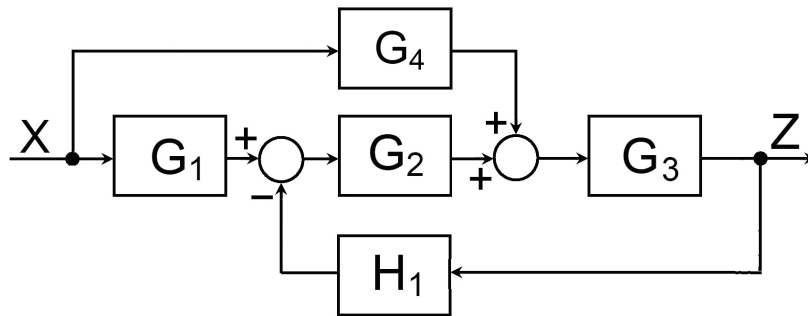 G₄
X
G₁
+
−
G₂
+
+
G₃
Z
H₁